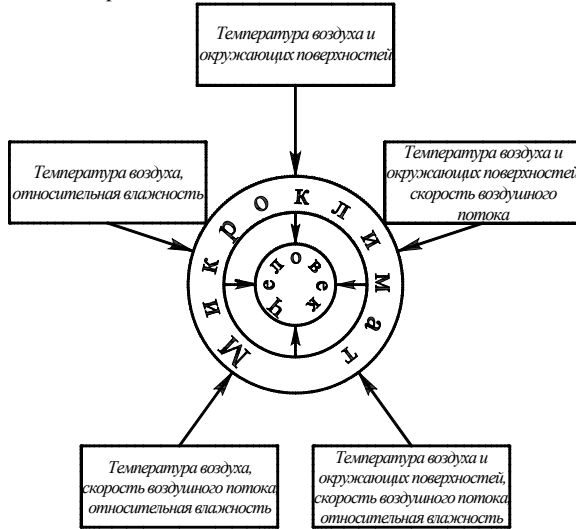 Температура воздуха и
окружающих поверхностей
Температура воздуха,
относительная влажность
Температура воздуха и
окружающих поверхностей
скорость воздушного
потока
Микроклимат
человек
Температура воздуха,
скорость воздушного потока
относительная влажность
Температура воздуха и
окружающих поверхностей,
скорость воздушного потока
относительная влажность